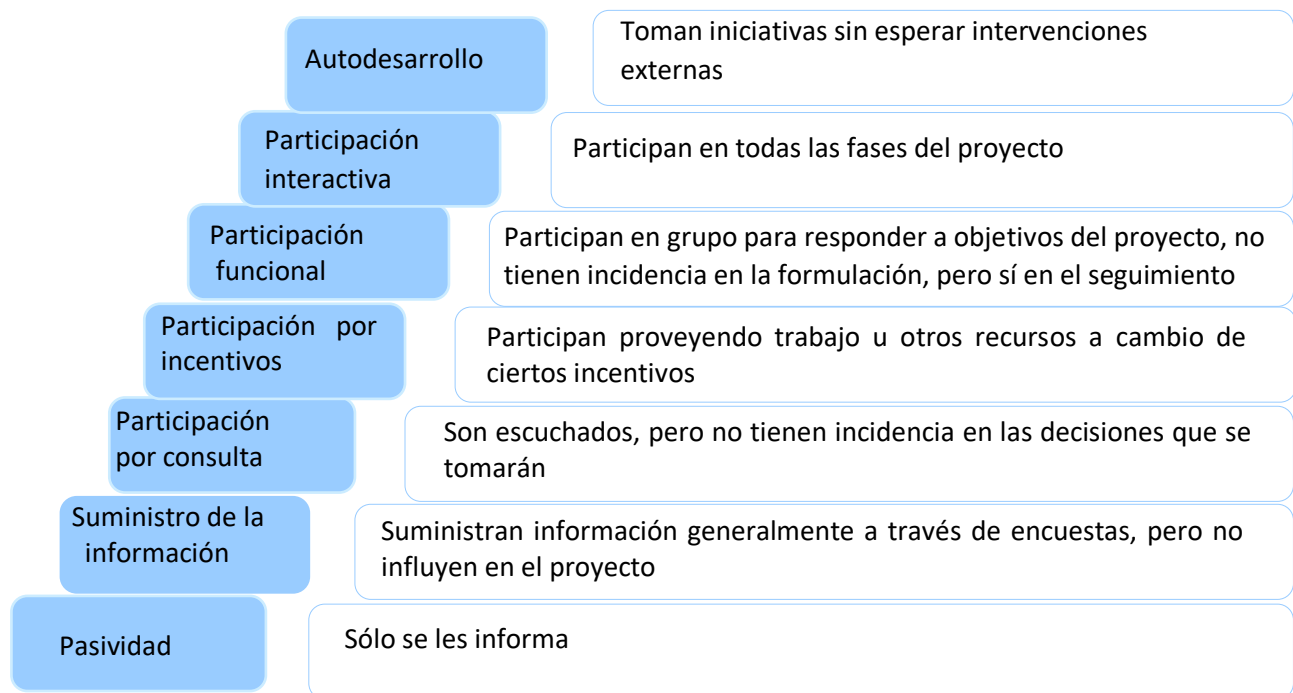 Autodesarrollo
Toman iniciativas sin esperar intervenciones
externas
Participación
interactiva
Participan en todas las fases del proyecto
Participación
funcional
Participan en grupo para responder a objetivos del proyecto, no
tienen incidencia en la formulación, pero sí en el seguimiento
Participación por
incentivos
Participan proveyendo trabajo u otros recursos a cambio de
ciertos incentivos
Participación
por consulta
Son escuchados, pero no tienen incidencia en las decisiones que se
tomarán
Suministro de la
información
Suministran información generalmente a través de encuestas, pero no
influyen en el proyecto
Pasividad
Sólo se les informa